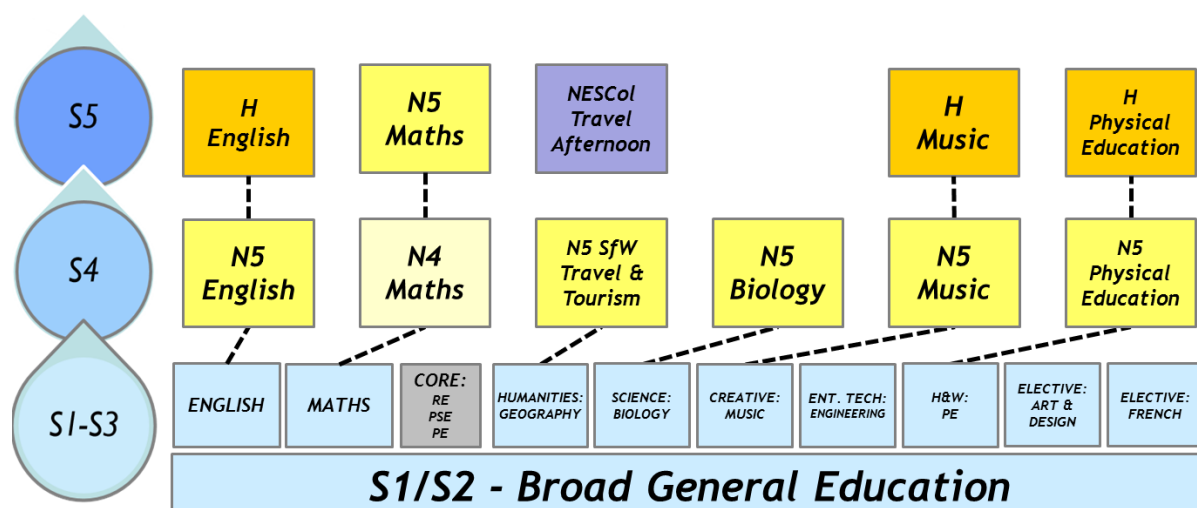 S5
H
English
N5
Maths
NESCol
Travel
Afternoon
H
Music
H
Physical
Education
S4
N5
English
N4
Maths
N5 SfW
Travel &
Tourism
N5
Biology
N5
Music
N5
Physical
Education
S1-S3
ENGLISH
MATHS
CORE:
RE
PSE
PE
HUMANITIES:
GEOGRAPHY
SCIENCE:
BIOLOGY
CREATIVE:
MUSIC
ENT. TECH:
ENGINEERING
H&W:
PE
ELECTIVE:
ART &
DESIGN
ELECTIVE:
FRENCH
S1/S2 - Broad General Education